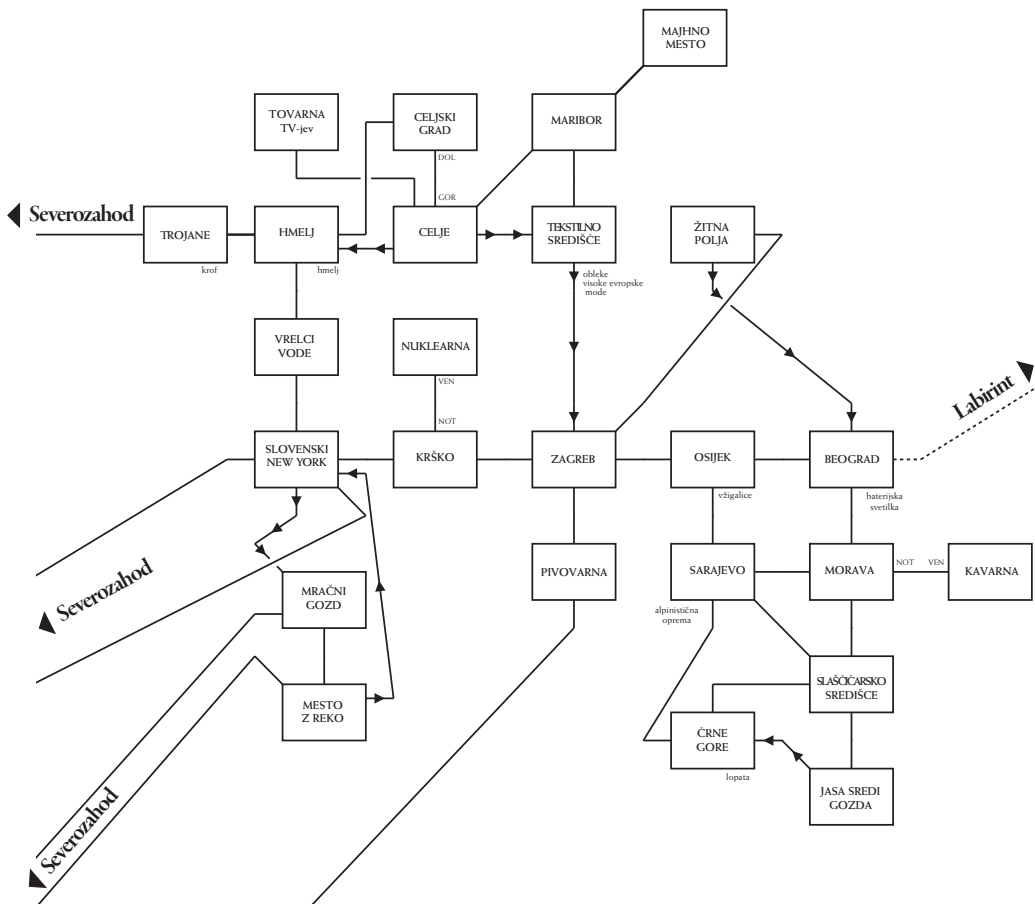 MAJHNO
MESTO
TOVARNA
TV-jev
CELJSKI
GRAD
MARIBOR
DOL
GOR
Severozahod
TROJANE
HMELJ
CELJE
TEKSTILNO
SREDIŠČE
ŽITNA
POLJA
krof
hmelj
obleke
visoke evropske
mode
VRELCI
VODE
NUKLEARNA
VEN
NOT
Labirint
SLOVENSKI
NEW YORK
KRŠKO
ZAGREB
OSIJEK
BEOGRAD
vžigalice
baterijska
svetilka
Severozahod
MRAČNI
GOZD
PIVOVARNA
SARAJEVO
MORAVA
NOT
VEN
KAVARNA
alpinistična
oprema
MESTO
Z REKO
SLAŠČIČARSKO
SREDIŠCE
ČRNE
GORE
lopata
JASA SREDI
GOZDA
Severozahod